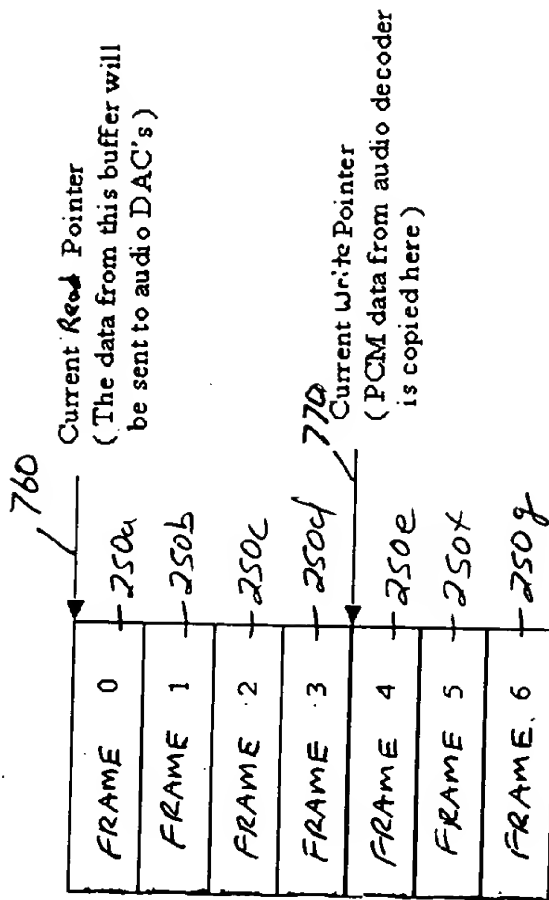 760
Current Read Pointer
(The data from this buffer will
be sent to audio DAC's)
FRAME 0
250a
FRAME 1
250b
FRAME 2
250c
FRAME 3
250d
770
Current Write Pointer
(PCM data from audio decoder
is copied here)
FRAME 4
250e
FRAME 5
250f
FRAME 6
250g